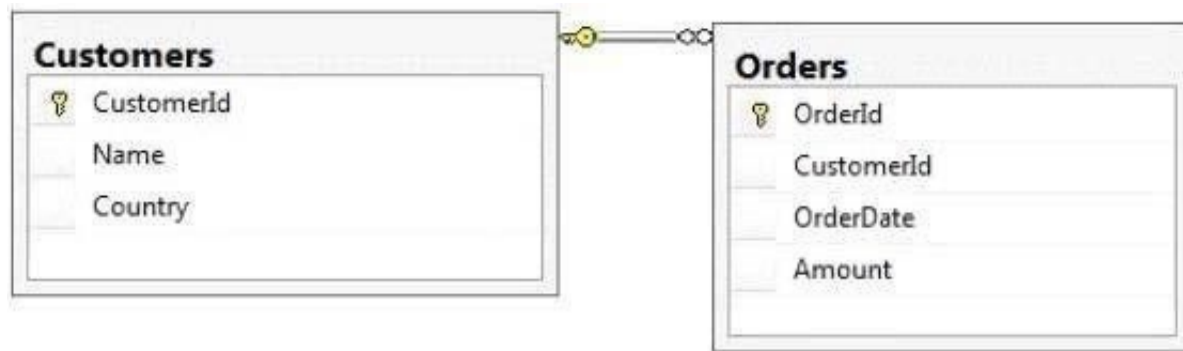 Customers
CustomerId
Name
Country
Orders
OrderId
CustomerId
OrderDate
Amount